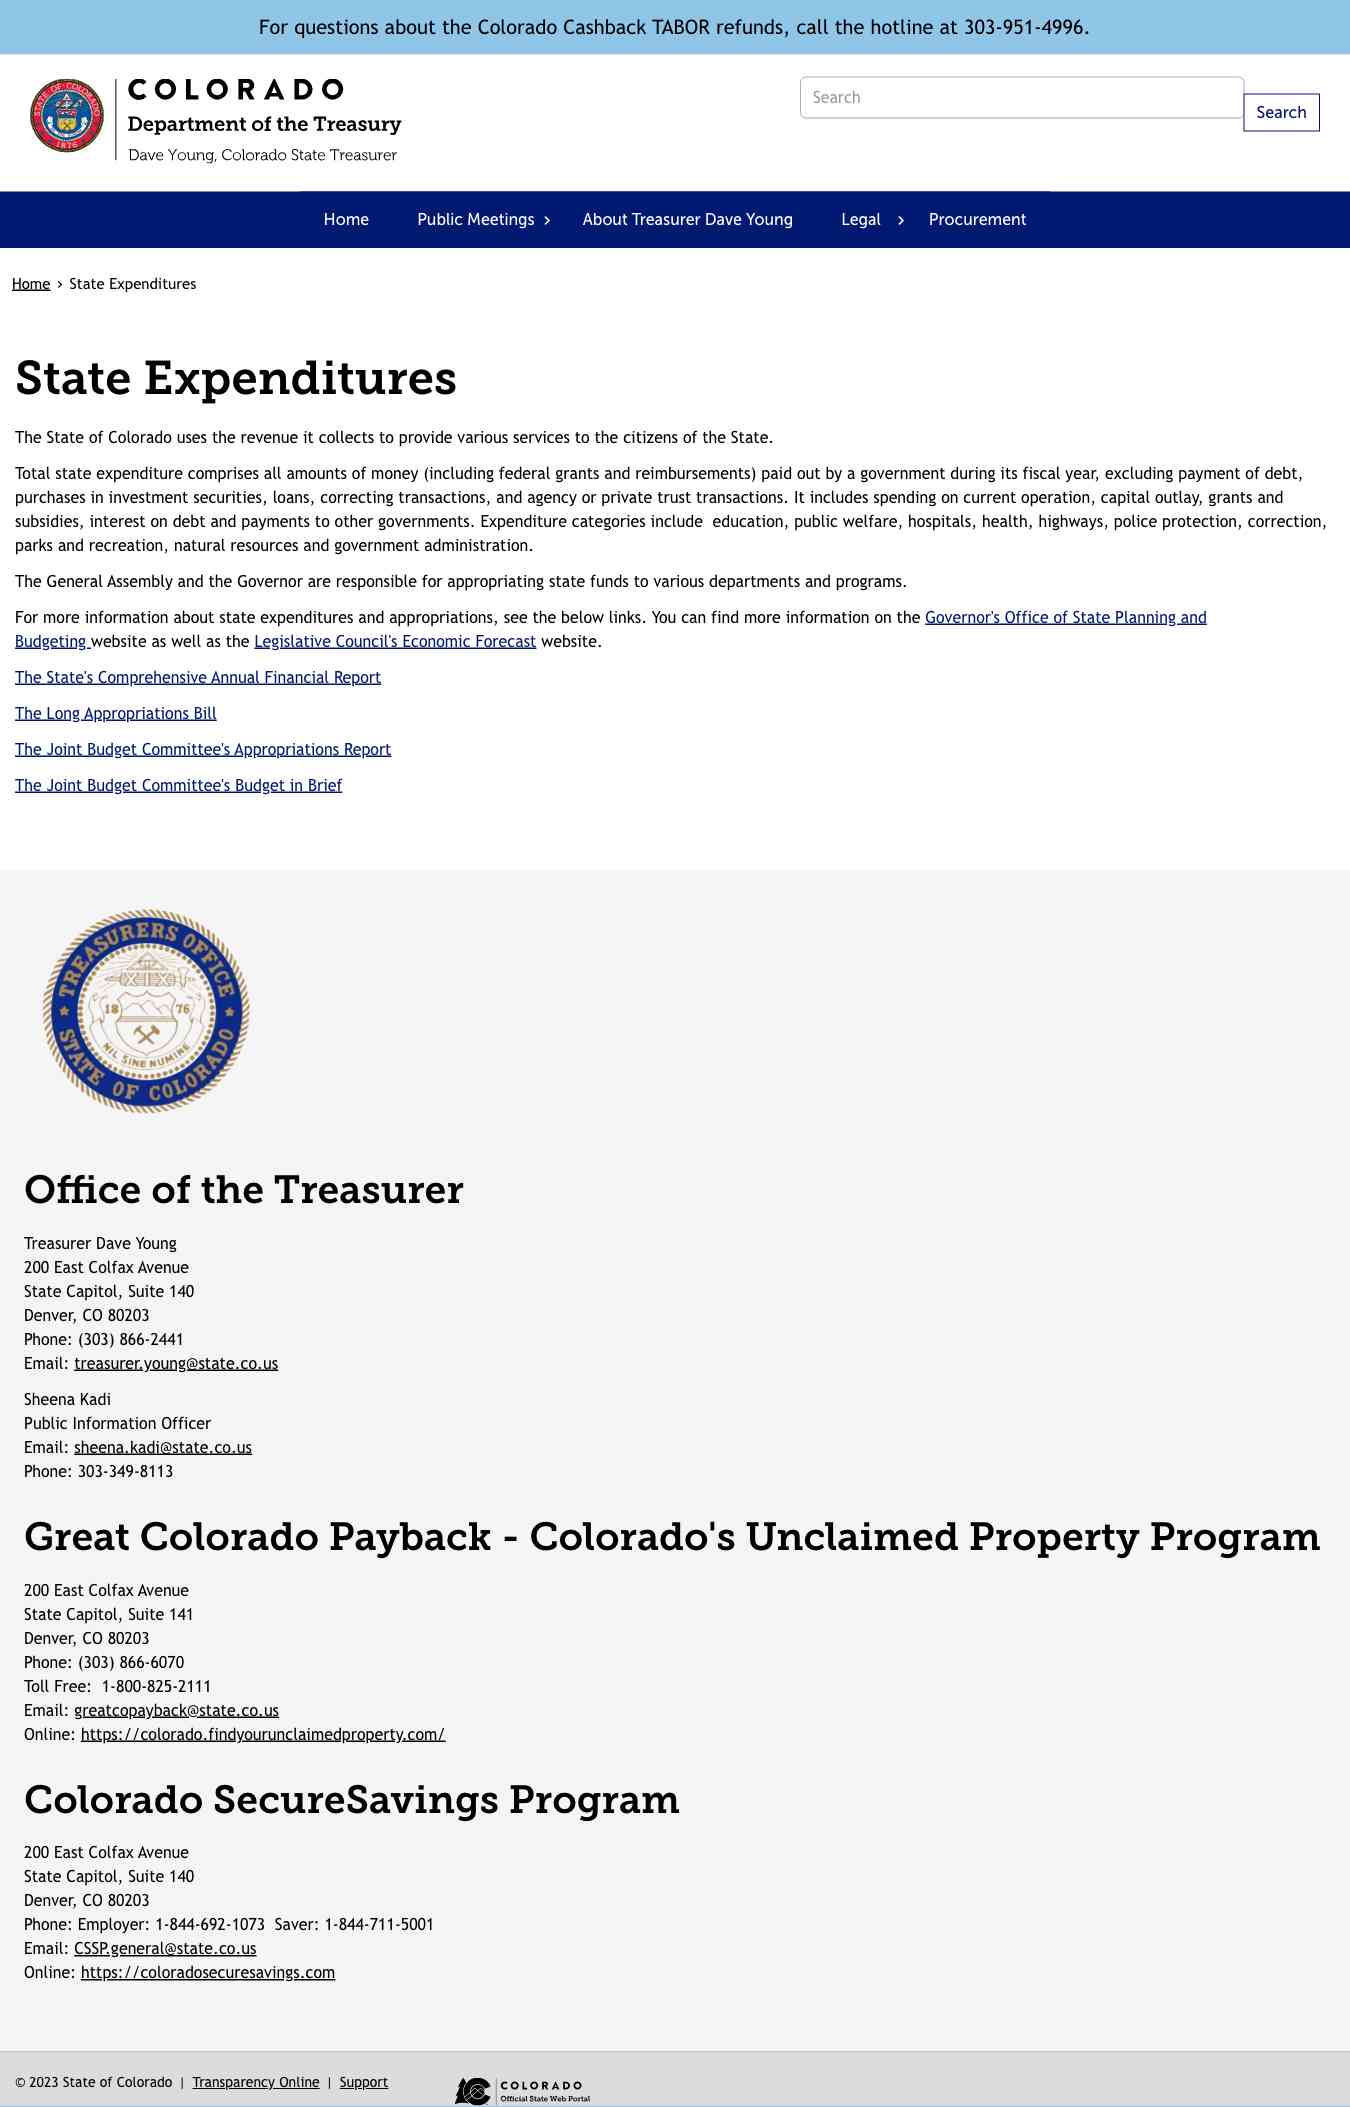 For questions about the Colorado Cashback TABOR refunds, call the hotline at 303-951-4996.
STATE OF COLORADO
1876
COLORADO
Department of the Treasury
Dave Young, Colorado State Treasurer
Search
Search
Home
Public Meetings
About Treasurer Dave Young
Legal
Procurement
Home › State Expenditures
State Expenditures
The State of Colorado uses the revenue it collects to provide various services to the citizens of the State.
Total state expenditure comprises all amounts of money (including federal grants and reimbursements) paid out by a government during its fiscal year, excluding payment of debt,
purchases in investment securities, loans, correcting transactions, and agency or private trust transactions. It includes spending on current operation, capital outlay, grants and
subsidies, interest on debt and payments to other governments. Expenditure categories include  education, public welfare, hospitals, health, highways, police protection, correction,
parks and recreation, natural resources and government administration.
The General Assembly and the Governor are responsible for appropriating state funds to various departments and programs.
For more information about state expenditures and appropriations, see the below links. You can find more information on the Governor's Office of State Planning and
Budgeting website as well as the Legislative Council's Economic Forecast website.
The State's Comprehensive Annual Financial Report
The Long Appropriations Bill
The Joint Budget Committee's Appropriations Report
The Joint Budget Committee's Budget in Brief
TREASURERS OFFICE
1876
NIL SINE NUMINE
STATE OF COLORADO
Office of the Treasurer
Treasurer Dave Young
200 East Colfax Avenue
State Capitol, Suite 140
Denver, CO 80203
Phone: (303) 866-2441
Email: treasurer.young@state.co.us
Sheena Kadi
Public Information Officer
Email: sheena.kadi@state.co.us
Phone: 303-349-8113
Great Colorado Payback - Colorado's Unclaimed Property Program
200 East Colfax Avenue
State Capitol, Suite 141
Denver, CO 80203
Phone: (303) 866-6070
Toll Free:  1-800-825-2111
Email: greatcopayback@state.co.us
Online: https://colorado.findyourunclaimedproperty.com/
Colorado SecureSavings Program
200 East Colfax Avenue
State Capitol, Suite 140
Denver, CO 80203
Phone: Employer: 1-844-692-1073  Saver: 1-844-711-5001
Email: CSSP.general@state.co.us
Online: https://coloradosecuresavings.com
© 2023 State of Colorado | Transparency Online | Support
COLORADO
Official State Web Portal